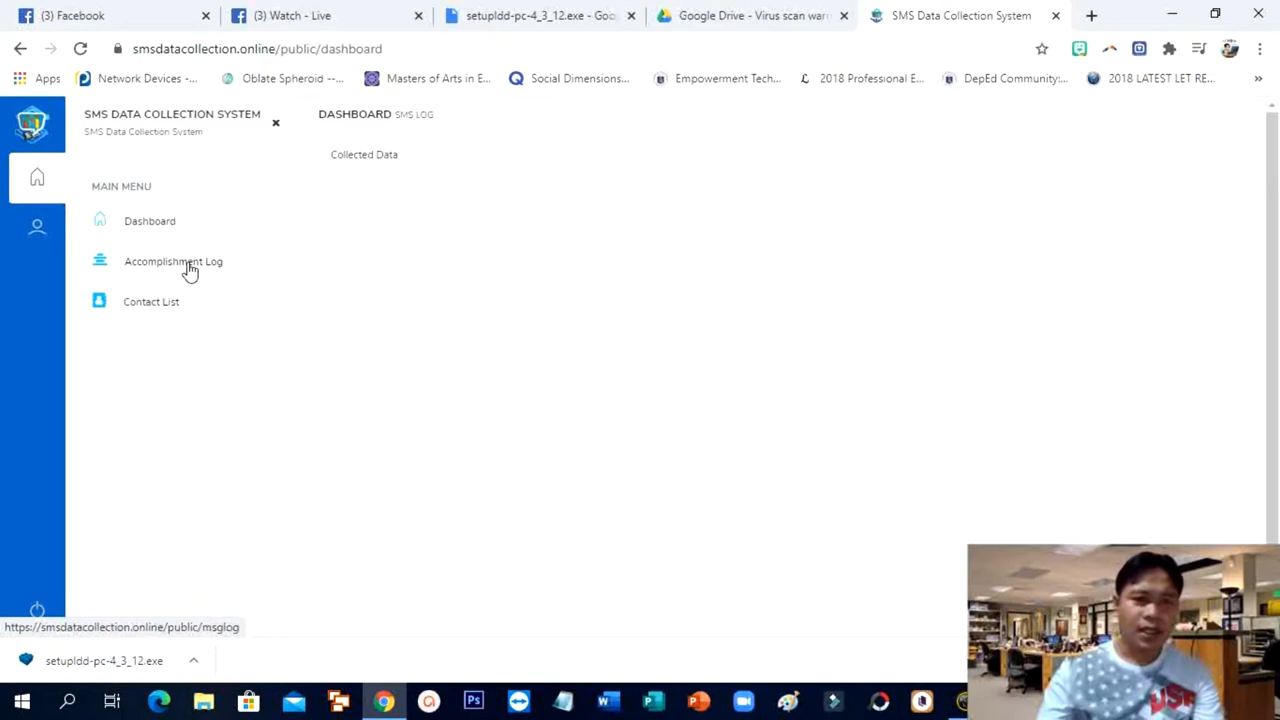 (3) Facebook
(3) Watch - Live
setupldd-pc-4_3_12.exe - Goo
Google Drive - Virus scan war
SMS Data Collection System
smsdatacollection.online/public/dashboard
Apps
Network Devices -...
Oblate Spheroid --...
Masters of Arts in E...
Social Dimensions...
Empowerment Tech...
2018 Professional E...
DepEd Community:...
2018 LATEST LET RE...
SMS DATA COLLECTION SYSTEM
SMS Data Collection System
DASHBOARD SMS LOG
Collected Data
MAIN MENU
Dashboard
Accomplishment Log
Contact List
https://smsdatacollection.online/public/msglog
setupldd-pc-4_3_12.exe
USF